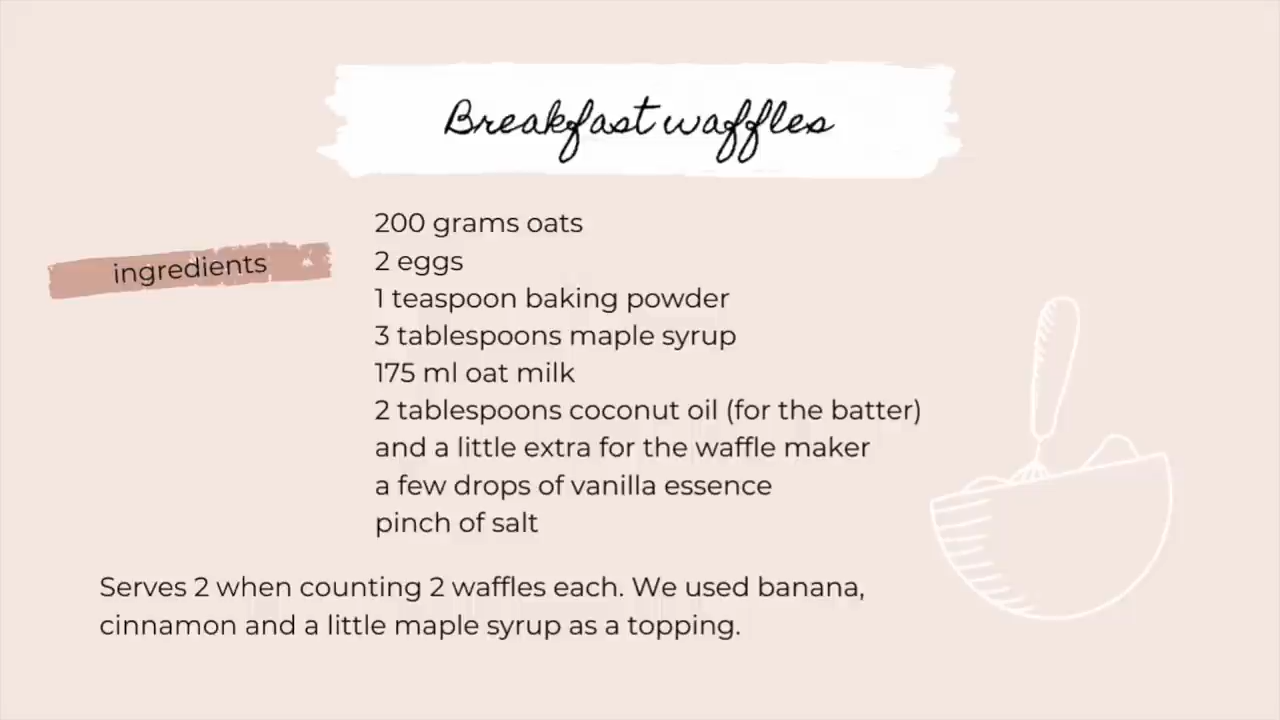 Breakfast waffles
ingredients
200 grams oats
2 eggs
1 teaspoon baking powder
3 tablespoons maple syrup
175 ml oat milk
2 tablespoons coconut oil (for the batter)
and a little extra for the waffle maker
a few drops of vanilla essence
pinch of salt
Serves 2 when counting 2 waffles each. We used banana,
cinnamon and a little maple syrup as a topping.